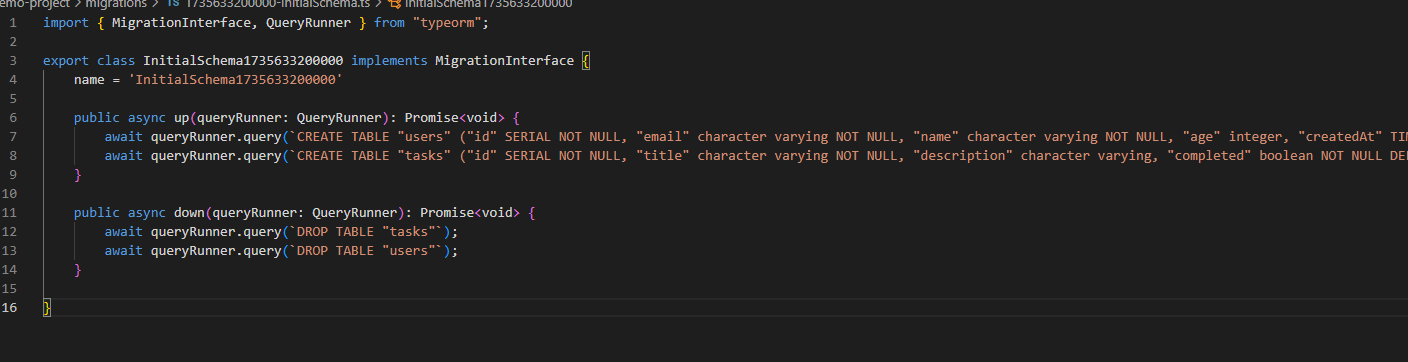 emo-project > migrations > TS 1735633200000-InitialSchema.ts > InitialSchema1735633200000
1 import { MigrationInterface, QueryRunner } from "typeorm";
2
3 export class InitialSchema1735633200000 implements MigrationInterface {
4     name = 'InitialSchema1735633200000'
5
6     public async up(queryRunner: QueryRunner): Promise<void> {
7         await queryRunner.query(`CREATE TABLE "users" ("id" SERIAL NOT NULL, "email" character varying NOT NULL, "name" character varying NOT NULL, "age" integer, "createdAt" TI
8         await queryRunner.query(`CREATE TABLE "tasks" ("id" SERIAL NOT NULL, "title" character varying NOT NULL, "description" character varying, "completed" boolean NOT NULL DE
9     }
10
11     public async down(queryRunner: QueryRunner): Promise<void> {
12         await queryRunner.query(`DROP TABLE "tasks"`);
13         await queryRunner.query(`DROP TABLE "users"`);
14     }
15
16 }